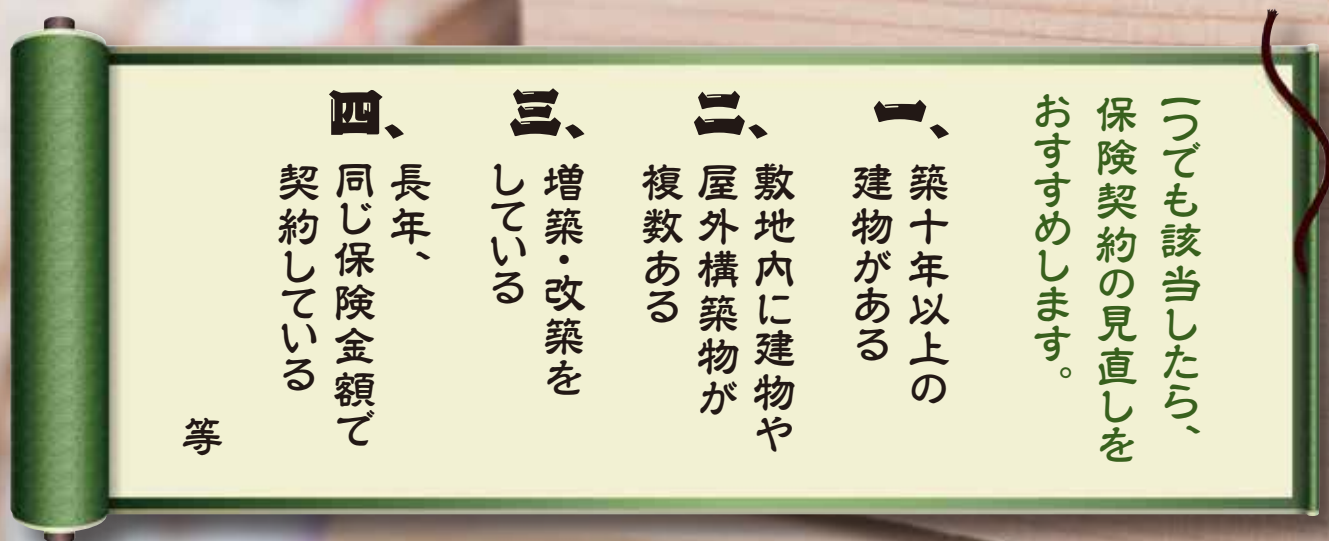 一つでも該当したら、
保険契約の見直しを
おすすめします。
一、
築十年以上の
建物がある
二、
敷地内に建物や
屋外構築物が
複数ある
三、
増築・改築を
している
四、
長年、
同じ保険金額で
契約している
等